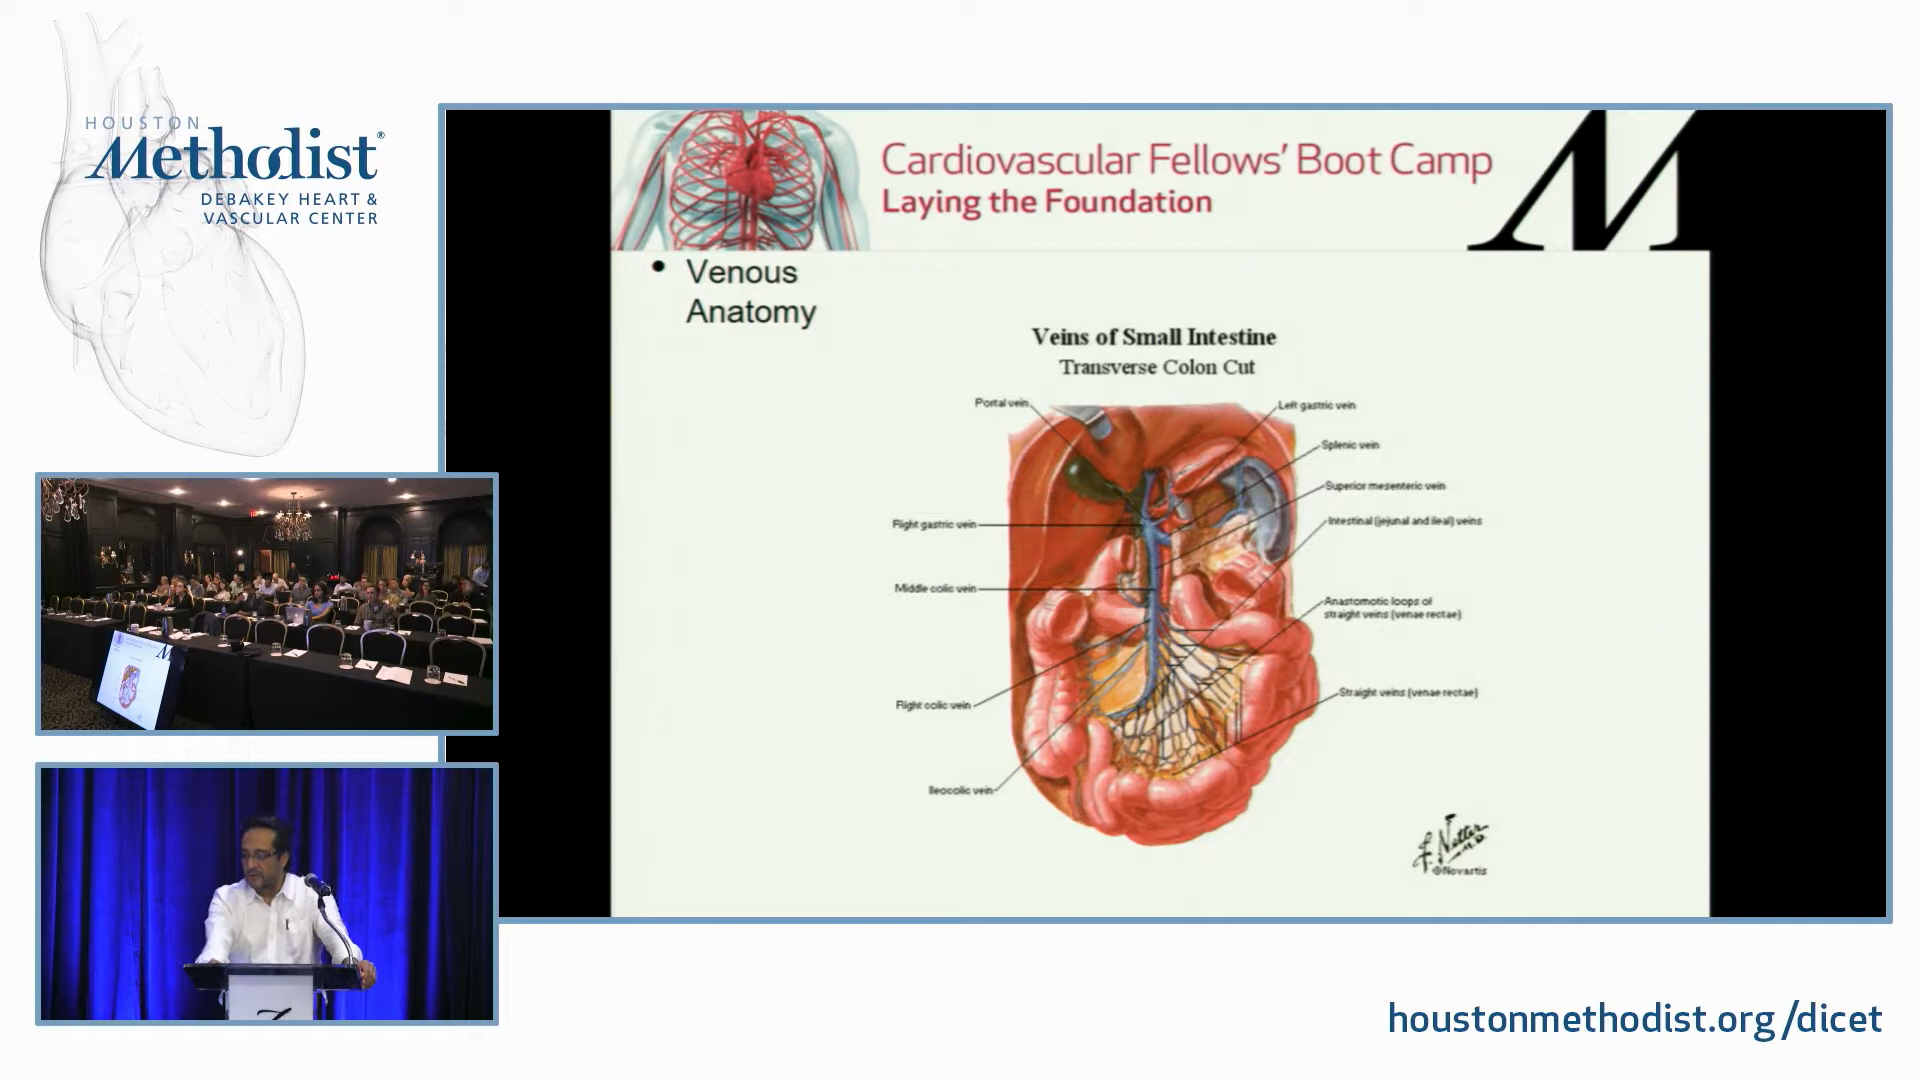 HOUSTON
Methodist®
DEBAKEY HEART &
VASCULAR CENTER
Cardiovascular Fellows' Boot Camp
Laying the Foundation
M
• Venous
Anatomy
Veins of Small Intestine
Transverse Colon Cut
Portal vein
Left gastric vein
Splenic vein
Superior mesenteric vein
Intestinal (jejunal and ileal) veins
Right gastric vein
Middle colic vein
Anastomotic loops of
straight veins (venae rectae)
Right colic vein
Straight veins (venae rectae)
Ileocolic vein
F. Netter
M.D.
©Novartis
houstonmethodist.org/dicet